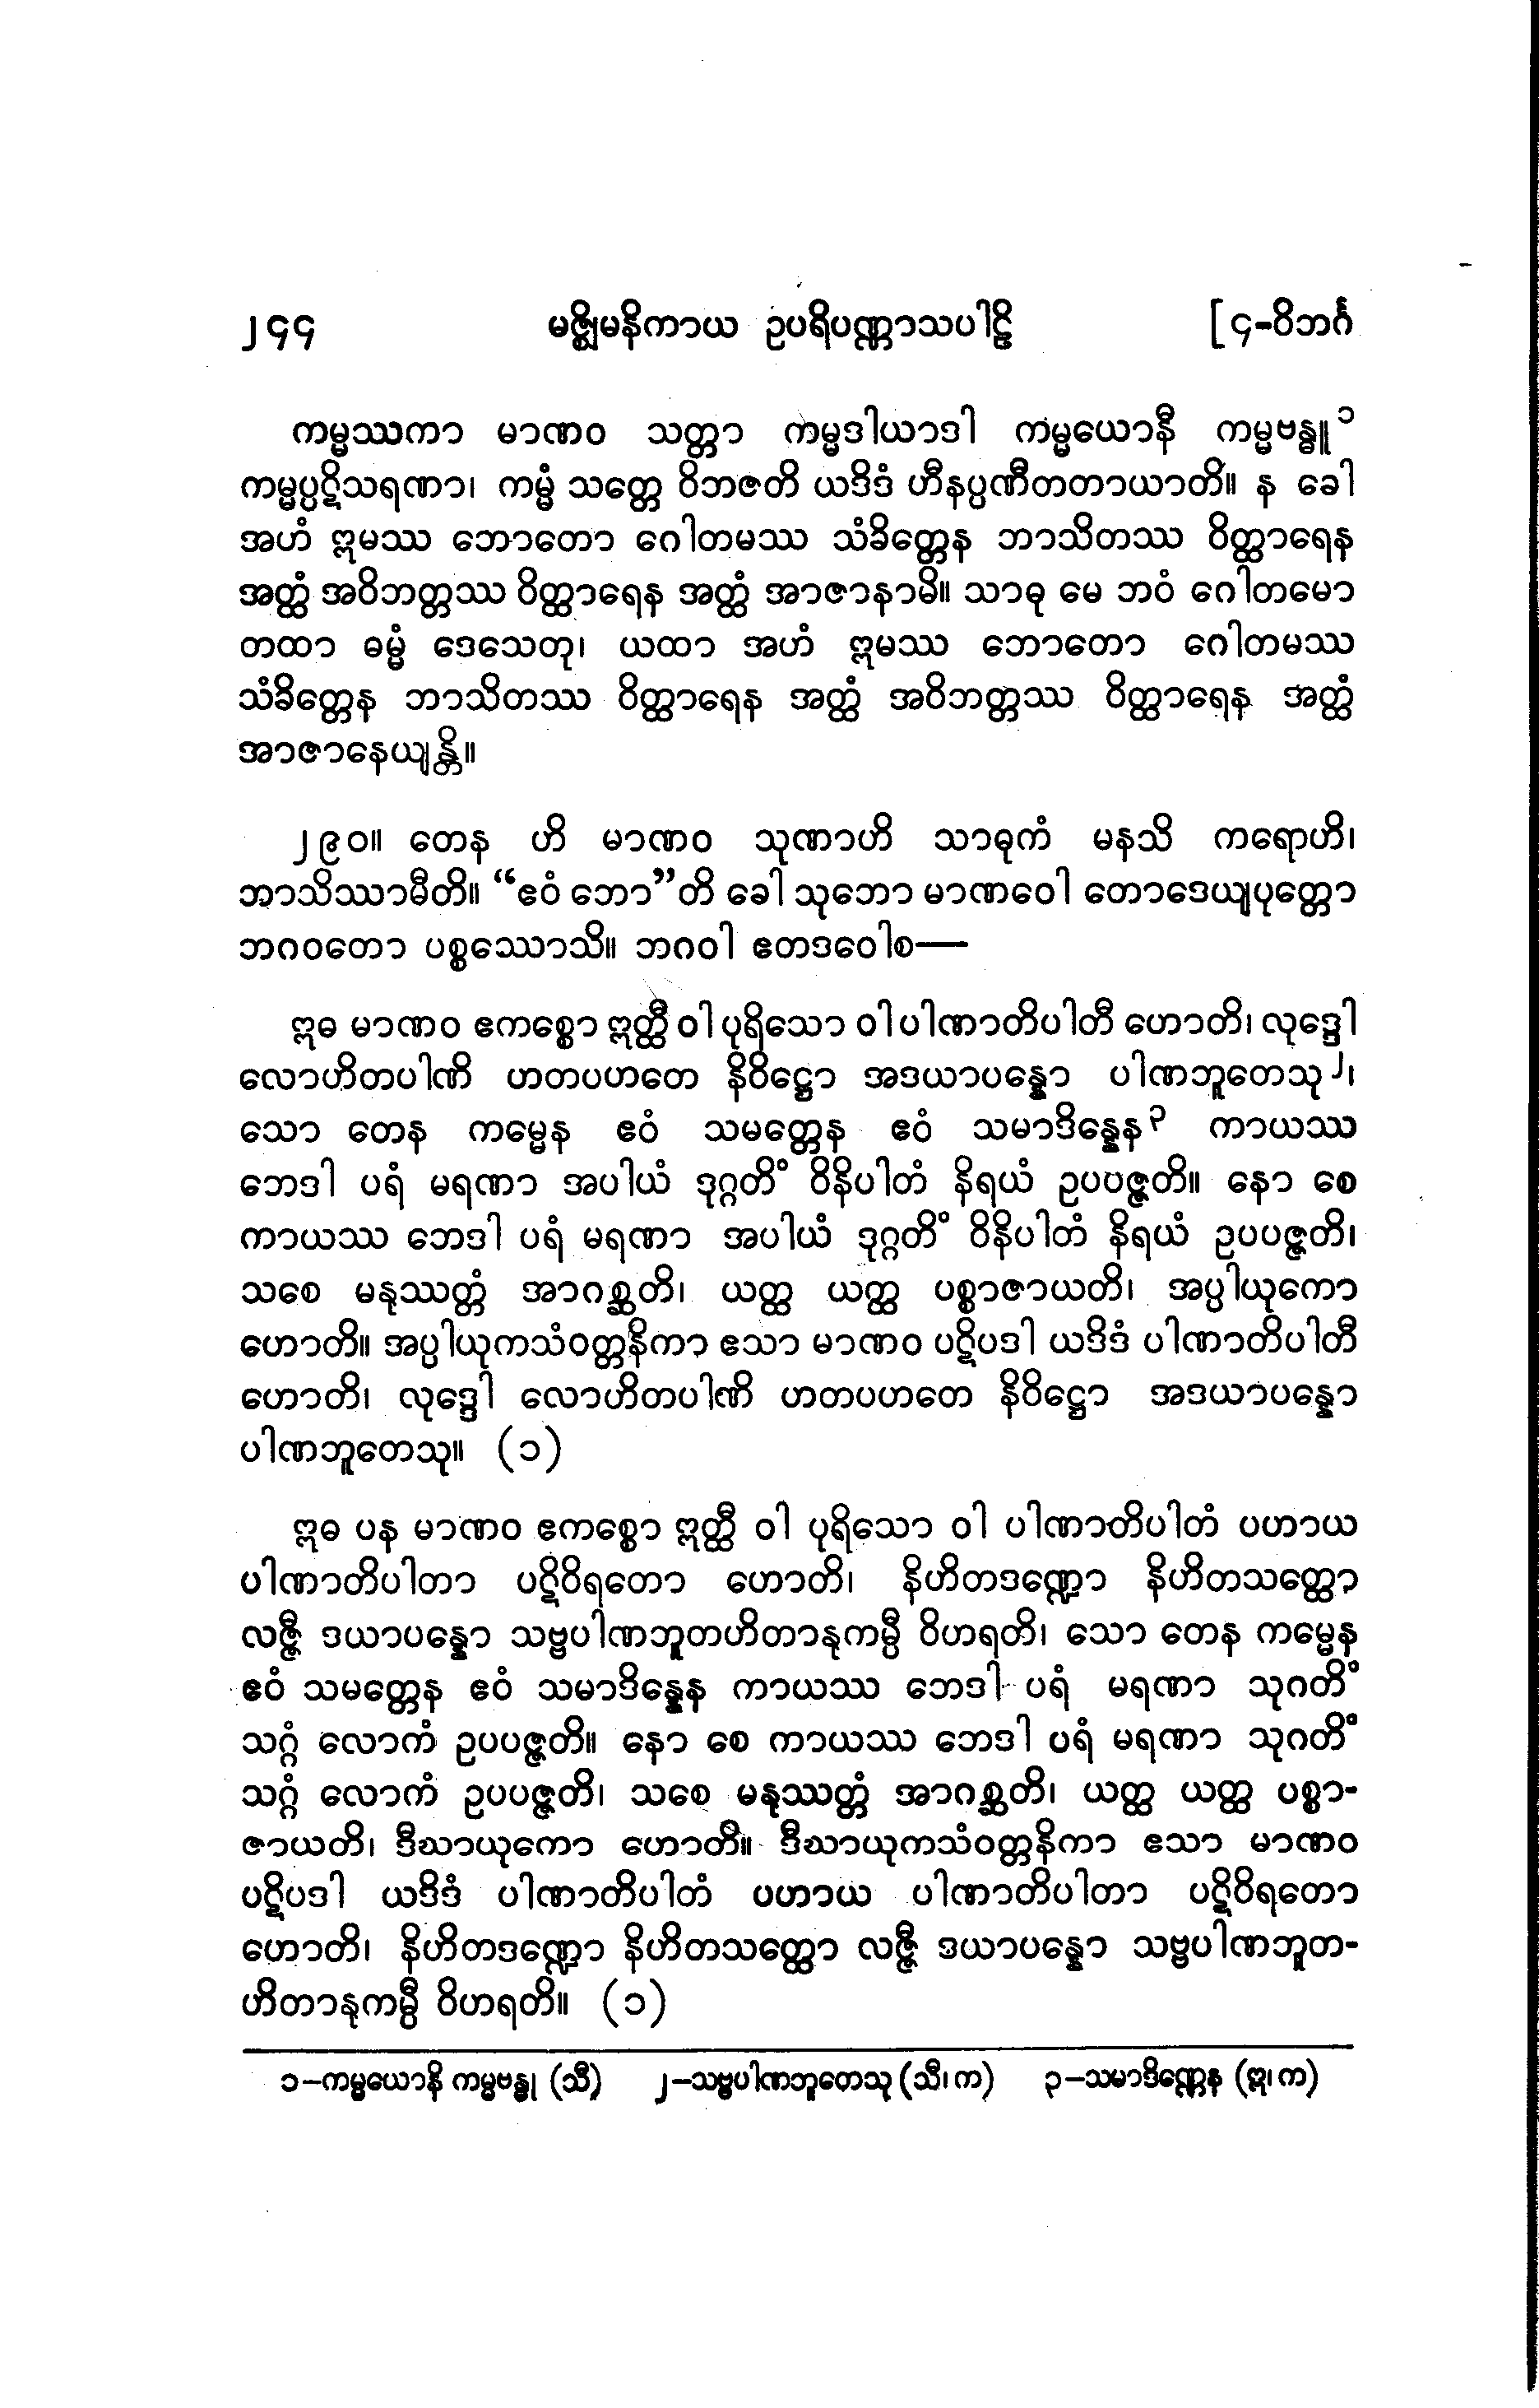 ၂၄၄ မဇ္ဈိမနိကာယ ဥပရိပဏ္ဏာသပါဠိ [၄-ဝိဘင်္ဂ
ကမ္မဿကာ မာဏဝ သတ္တာ ကမ္မဒါယာဒါ ကမ္မယောနီ ကမ္မဗန္ဓူ ၁
ကမ္မပ္ပဋိသရဏာ၊ ကမ္မံ သတ္တေ ဝိဘဇတိ ယဒိဒံ ဟီနပ္ပဏီတတာယာတိ။ န ခေါ
အဟံ ဣမဿ ဘောတော ဂေါတမဿ သံခိတ္တေန ဘာသိတဿ ဝိတ္ထာရေန
အတ္ထံ အဝိဘတ္တဿ ဝိတ္ထာရေန အတ္ထံ အာဇာနာမိ။ သာဓု မေ ဘဝံ ဂေါတမော
တထာ ဓမ္မံ ဒေသေတု၊ ယထာ အဟံ ဣမဿ ဘောတော ဂေါတမဿ
သံခိတ္တေန ဘာသိတဿ ဝိတ္ထာရေန အတ္ထံ အဝိဘတ္တဿ ဝိတ္ထာရေန အတ္ထံ
အာဇာနေယျန္တိ။
၂၉၀။ တေန ဟိ မာဏဝ သုဏာဟိ သာဓုကံ မနသိ ကရောဟိ၊
ဘာသိဿာမီတိ။ “ဧဝံ ဘော”တိ ခေါ သုဘော မာဏဝေါ တောဒေယျပုတ္တော
ဘဂဝတော ပစ္စဿောသိ။ ဘဂဝါ ဧတဒဝေါစ—
ဣဓ မာဏဝ ဧကစ္စော ဣတ္ထီ ဝါ ပုရိသော ဝါ ပါဏာတိပါတီ ဟောတိ၊ လုဒ္ဒေါ
လောဟိတပါဏိ ဟတပဟတေ နိဝိဋ္ဌော အဒယာပန္နော ပါဏဘူတေသု ၂၊
သော တေန ကမ္မေန ဧဝံ သမတ္တေန ဧဝံ သမာဒိန္နေန ၃ ကာယဿ
ဘေဒါ ပရံ မရဏာ အပါယံ ဒုဂ္ဂတိံ ဝိနိပါတံ နိရယံ ဥပပဇ္ဇတိ။ နော စေ
ကာယဿ ဘေဒါ ပရံ မရဏာ အပါယံ ဒုဂ္ဂတိံ ဝိနိပါတံ နိရယံ ဥပပဇ္ဇတိ၊
သစေ မနုဿတ္တံ အာဂစ္ဆတိ၊ ယတ္ထ ယတ္ထ ပစ္စာဇာယတိ၊ အပ္ပါယုကော
ဟောတိ။ အပ္ပါယုကသံဝတ္တနိကာ ဧသာ မာဏဝ ပဋိပဒါ ယဒိဒံ ပါဏာတိပါတီ
ဟောတိ၊ လုဒ္ဒေါ လောဟိတပါဏိ ဟတပဟတေ နိဝိဋ္ဌော အဒယာပန္နော
ပါဏဘူတေသု။ (၁)
ဣဓ ပန မာဏဝ ဧကစ္စော ဣတ္ထီ ဝါ ပုရိသော ဝါ ပါဏာတိပါတံ ပဟာယ
ပါဏာတိပါတာ ပဋိဝိရတော ဟောတိ၊ နိဟိတဒဏ္ဍော နိဟိတသတ္ထော
လဇ္ဇီ ဒယာပန္နော သဗ္ဗပါဏဘူတဟိတာနုကမ္ပီ ဝိဟရတိ၊ သော တေန ကမ္မေန
ဧဝံ သမတ္တေန ဧဝံ သမာဒိန္နေန ကာယဿ ဘေဒါ ပရံ မရဏာ သုဂတိံ
သဂ္ဂံ လောကံ ဥပပဇ္ဇတိ။ နော စေ ကာယဿ ဘေဒါ ပရံ မရဏာ သုဂတိံ
သဂ္ဂံ လောကံ ဥပပဇ္ဇတိ၊ သစေ မနုဿတ္တံ အာဂစ္ဆတိ၊ ယတ္ထ ယတ္ထ ပစ္စာ-
ဇာယတိ၊ ဒီဃာယုကော ဟောတိ။ ဒီဃာယုကသံဝတ္တနိကာ ဧသာ မာဏဝ
ပဋိပဒါ ယဒိဒံ ပါဏာတိပါတံ ပဟာယ ပါဏာတိပါတာ ပဋိဝိရတော
ဟောတိ၊ နိဟိတဒဏ္ဍော နိဟိတသတ္ထော လဇ္ဇီ ဒယာပန္နော သဗ္ဗပါဏဘူတ-
ဟိတာနုကမ္ပီ ဝိဟရတိ။ (၁)
၁–ကမ္မယောနိ ကမ္မဗန္ဓု (သီ) ၂–သဗ္ဗပါဏဘူတေသု (သီ၊ က) ၃–သမာဒိဏ္ဏေန (ဣ၊ က)